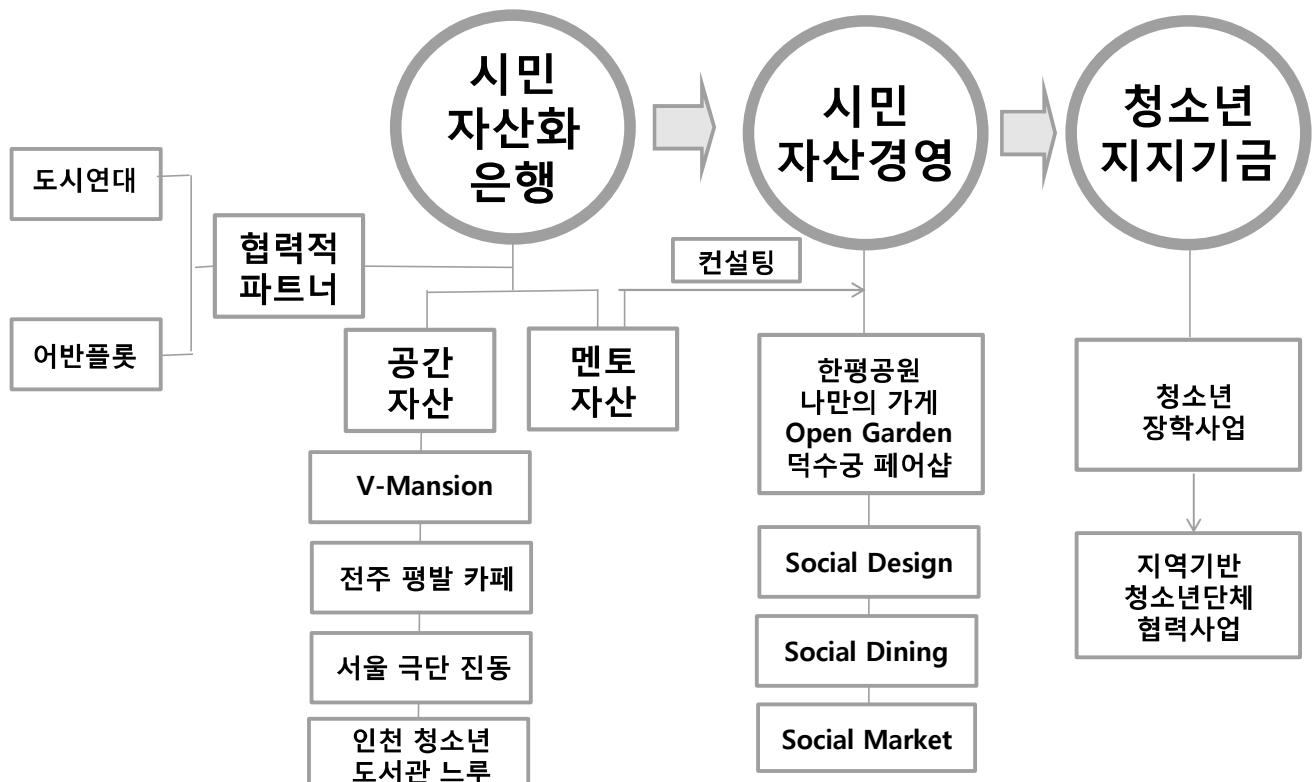 시민
자산화
은행
시민
자산경영
청소년
지지기금
도시연대
협력적
파트너
어반플롯
컨설팅
공간
자산
멘토
자산
V-Mansion
전주 평발 카페
서울 극단 진동
인천 청소년
도서관 느루
한평공원
나만의 가게
Open Garden
덕수궁 페어샵
Social Design
Social Dining
Social Market
청소년
장학사업
지역기반
청소년단체
협력사업